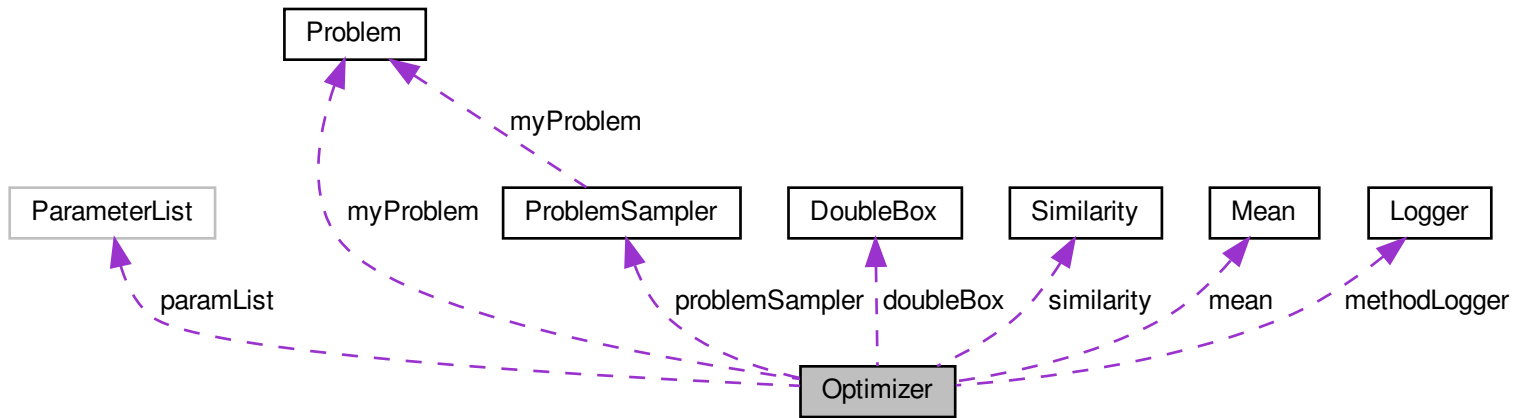 Problem
myProblem
ParameterList
myProblem
ProblemSampler
DoubleBox
Similarity
Mean
Logger
paramList
problemSampler
doubleBox
similarity
mean
methodLogger
Optimizer